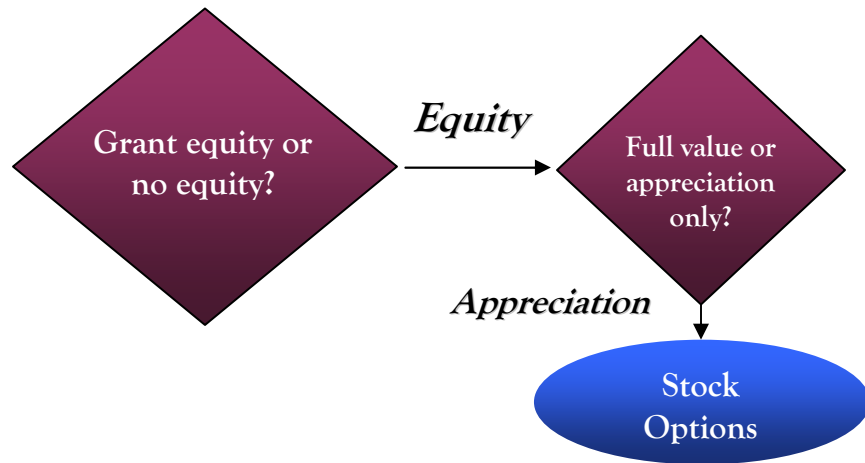 Grant equity or
no equity?
Equity
Full value or
appreciation
only?
Appreciation
Stock
Options